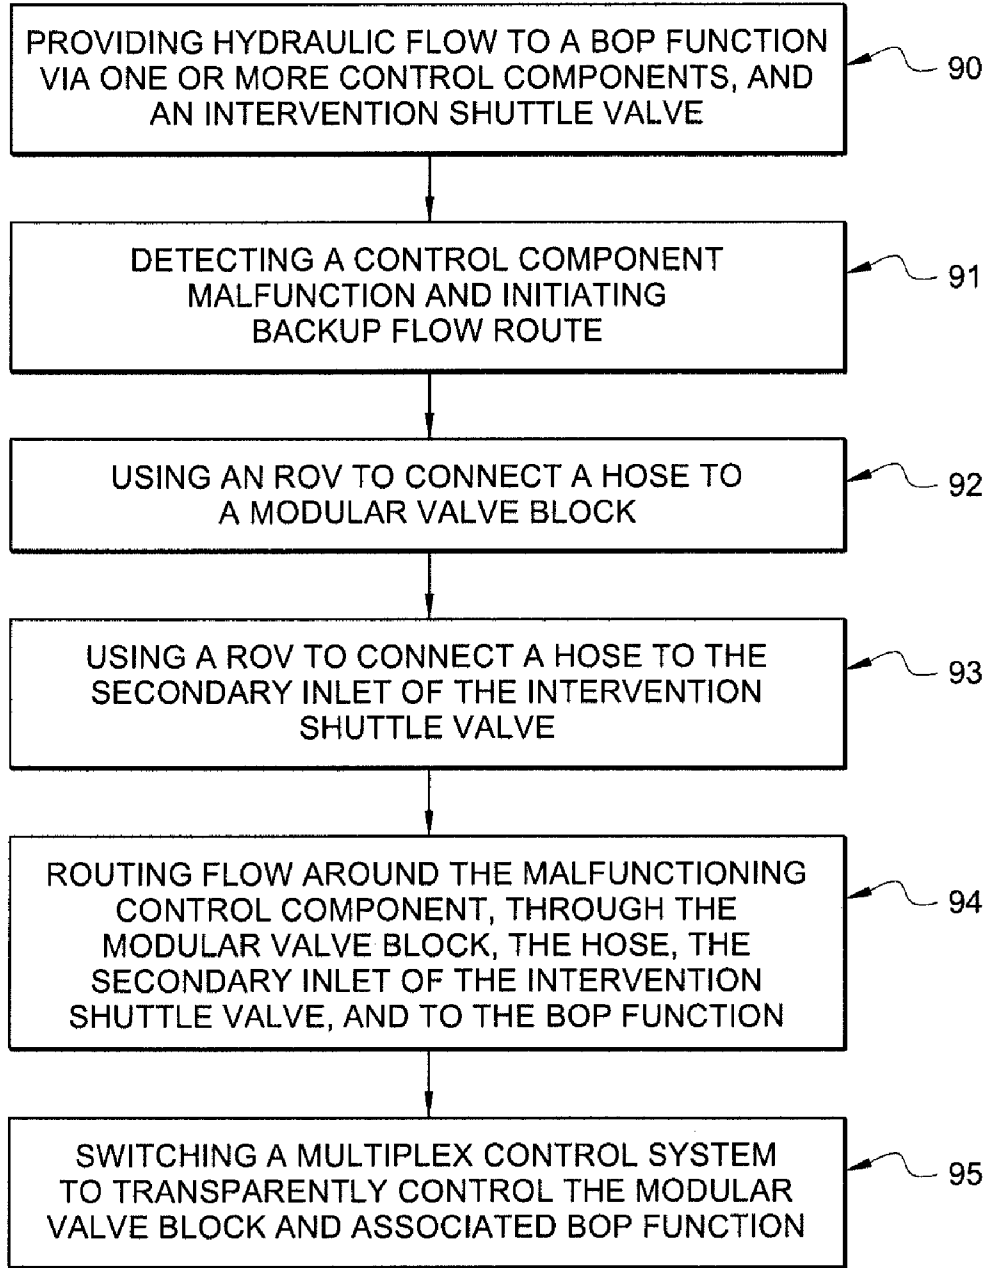 PROVIDING HYDRAULIC FLOW TO A BOP FUNCTION
VIA ONE OR MORE CONTROL COMPONENTS, AND
AN INTERVENTION SHUTTLE VALVE
90
DETECTING A CONTROL COMPONENT
MALFUNCTION AND INITIATING
BACKUP FLOW ROUTE
91
USING AN ROV TO CONNECT A HOSE TO
A MODULAR VALVE BLOCK
92
USING A ROV TO CONNECT A HOSE TO THE
SECONDARY INLET OF THE INTERVENTION
SHUTTLE VALVE
93
ROUTING FLOW AROUND THE MALFUNCTIONING
CONTROL COMPONENT, THROUGH THE
MODULAR VALVE BLOCK, THE HOSE, THE
SECONDARY INLET OF THE INTERVENTION
SHUTTLE VALVE, AND TO THE BOP FUNCTION
94
SWITCHING A MULTIPLEX CONTROL SYSTEM
TO TRANSPARENTLY CONTROL THE MODULAR
VALVE BLOCK AND ASSOCIATED BOP FUNCTION
95